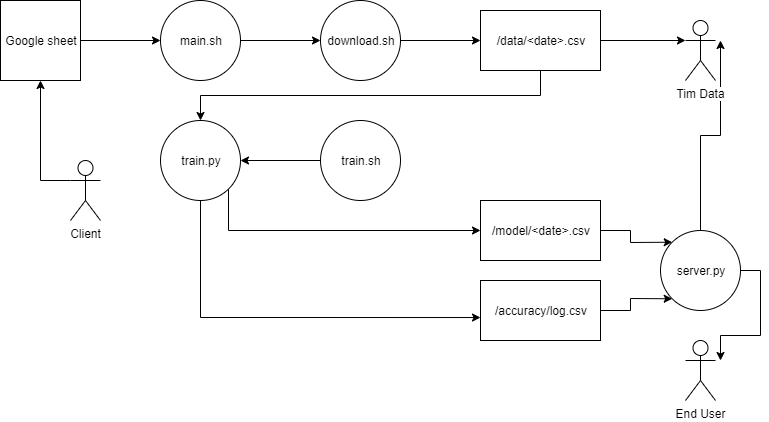 Google sheet
main.sh
download.sh
/data/<date>.csv
Tim Data
train.py
train.sh
Client
/model/<date>.csv
server.py
/accuracy/log.csv
End User